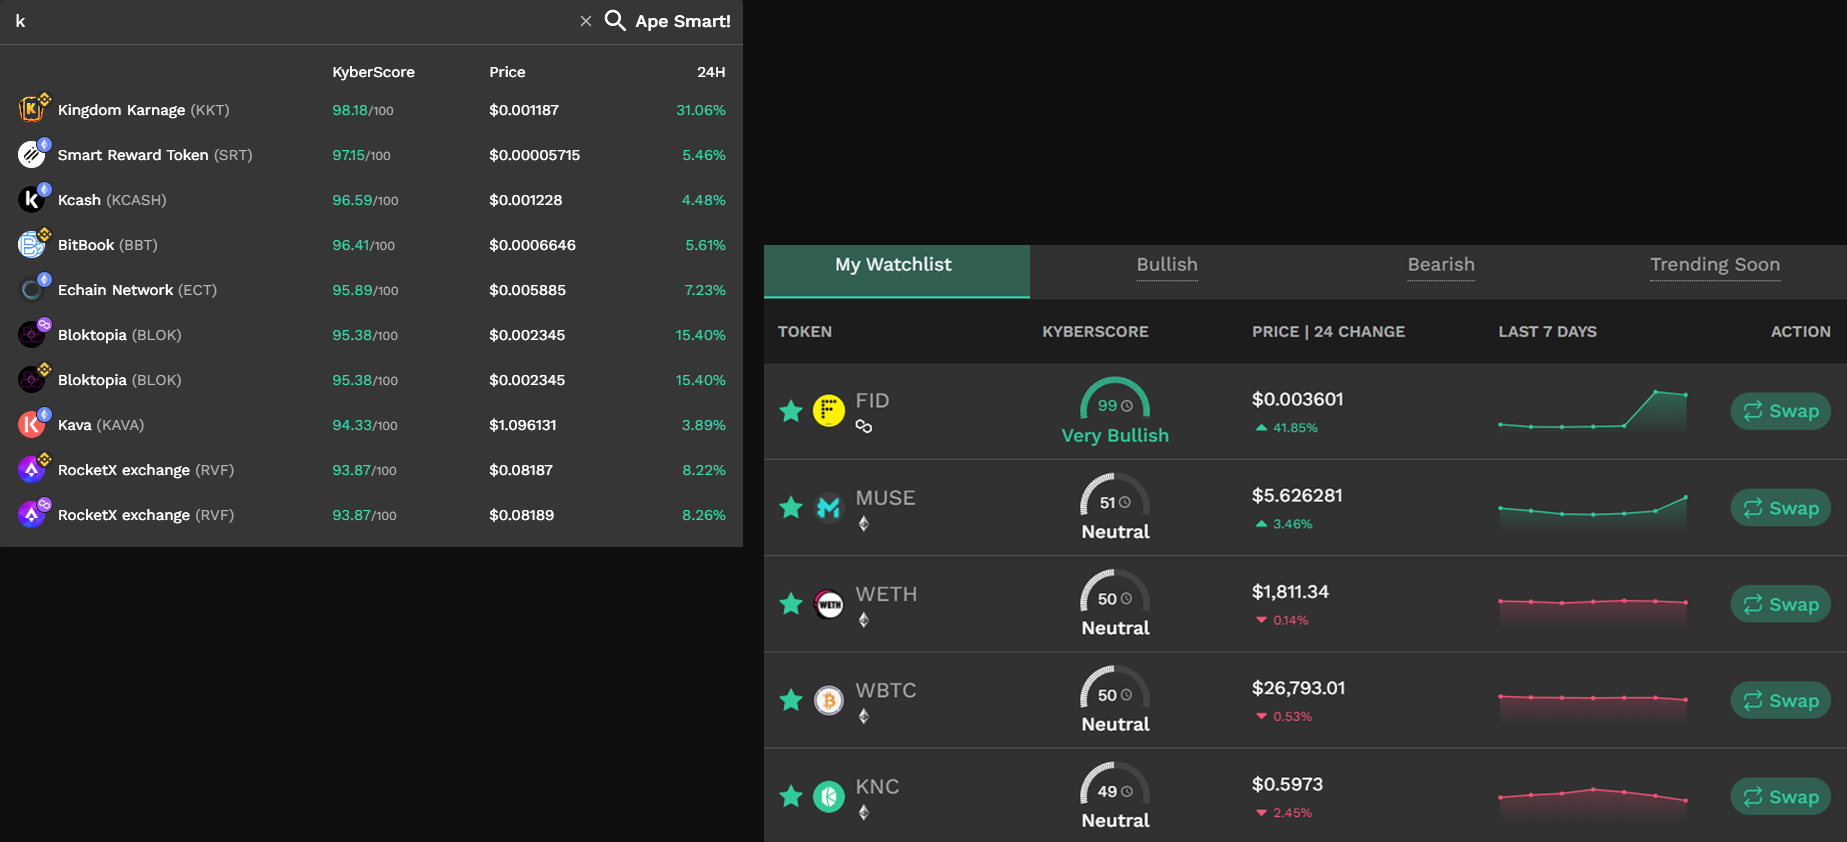 k
Ape Smart!
KyberScore Price 24H
Kingdom Karnage (KKT) 98.18/100 $0.001187 31.06%
Smart Reward Token (SRT) 97.15/100 $0.00005715 5.46%
Kcash (KCASH) 96.59/100 $0.001228 4.48%
BitBook (BBT) 96.41/100 $0.0006646 5.61%
Echain Network (ECT) 95.89/100 $0.005885 7.23%
Bloktopia (BLOK) 95.38/100 $0.002345 15.40%
Bloktopia (BLOK) 95.38/100 $0.002345 15.40%
Kava (KAVA) 94.33/100 $1.096131 3.89%
RocketX exchange (RVF) 93.87/100 $0.08187 8.22%
RocketX exchange (RVF) 93.87/100 $0.08189 8.26%
My Watchlist Bullish Bearish Trending Soon
TOKEN KYBERSCORE PRICE | 24 CHANGE LAST 7 DAYS ACTION
FID 99 $0.003601 Swap
Very Bullish 41.85%
MUSE 51 $5.626281 Swap
Neutral 3.46%
WETH WETH 50 $1,811.34 Swap
Neutral 0.14%
WBTC 50 $26,793.01 Swap
Neutral 0.53%
KNC 49 $0.5973 Swap
Neutral 2.45%